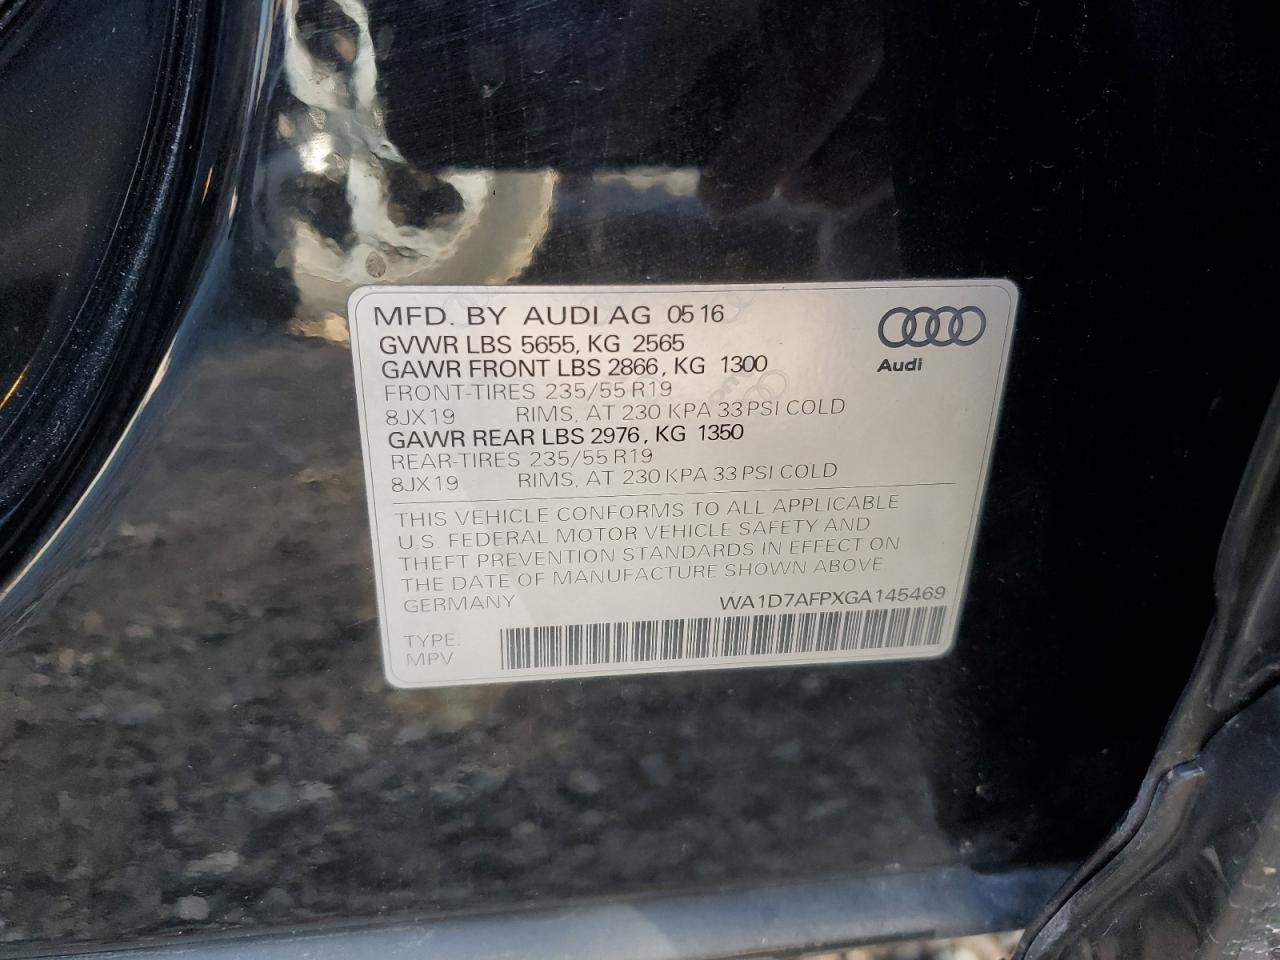 MFD. BY AUDI AG 05 16
GVWR LBS 5655, KG 2565
GAWR FRONT LBS 2866, KG 1300
FRONT-TIRES 235/55 R19
8JX19 RIMS, AT 230 KPA 33 PSI COLD
GAWR REAR LBS 2976, KG 1350
REAR-TIRES 235/55 R19
8JX19 RIMS, AT 230 KPA 33 PSI COLD
Audi
THIS VEHICLE CONFORMS TO ALL APPLICABLE
U.S. FEDERAL MOTOR VEHICLE SAFETY AND
THEFT PREVENTION STANDARDS IN EFFECT ON
THE DATE OF MANUFACTURE SHOWN ABOVE
GERMANY WA1D7AFPXGA145469
TYPE:
MPV